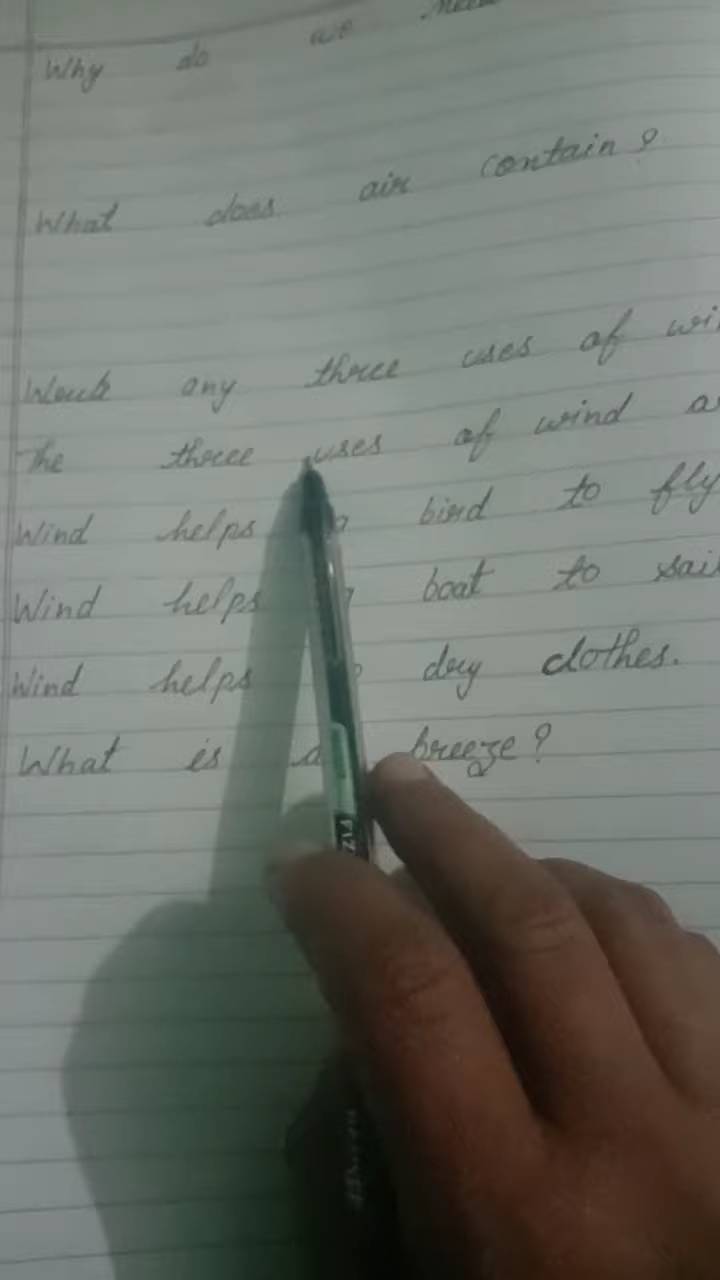 Why do we
What does air contain?
any three uses of
The three uses of wind
Wind helps a bird to fly
Wind helps boat to
Wind helps dry clothes.
What is a breeze?